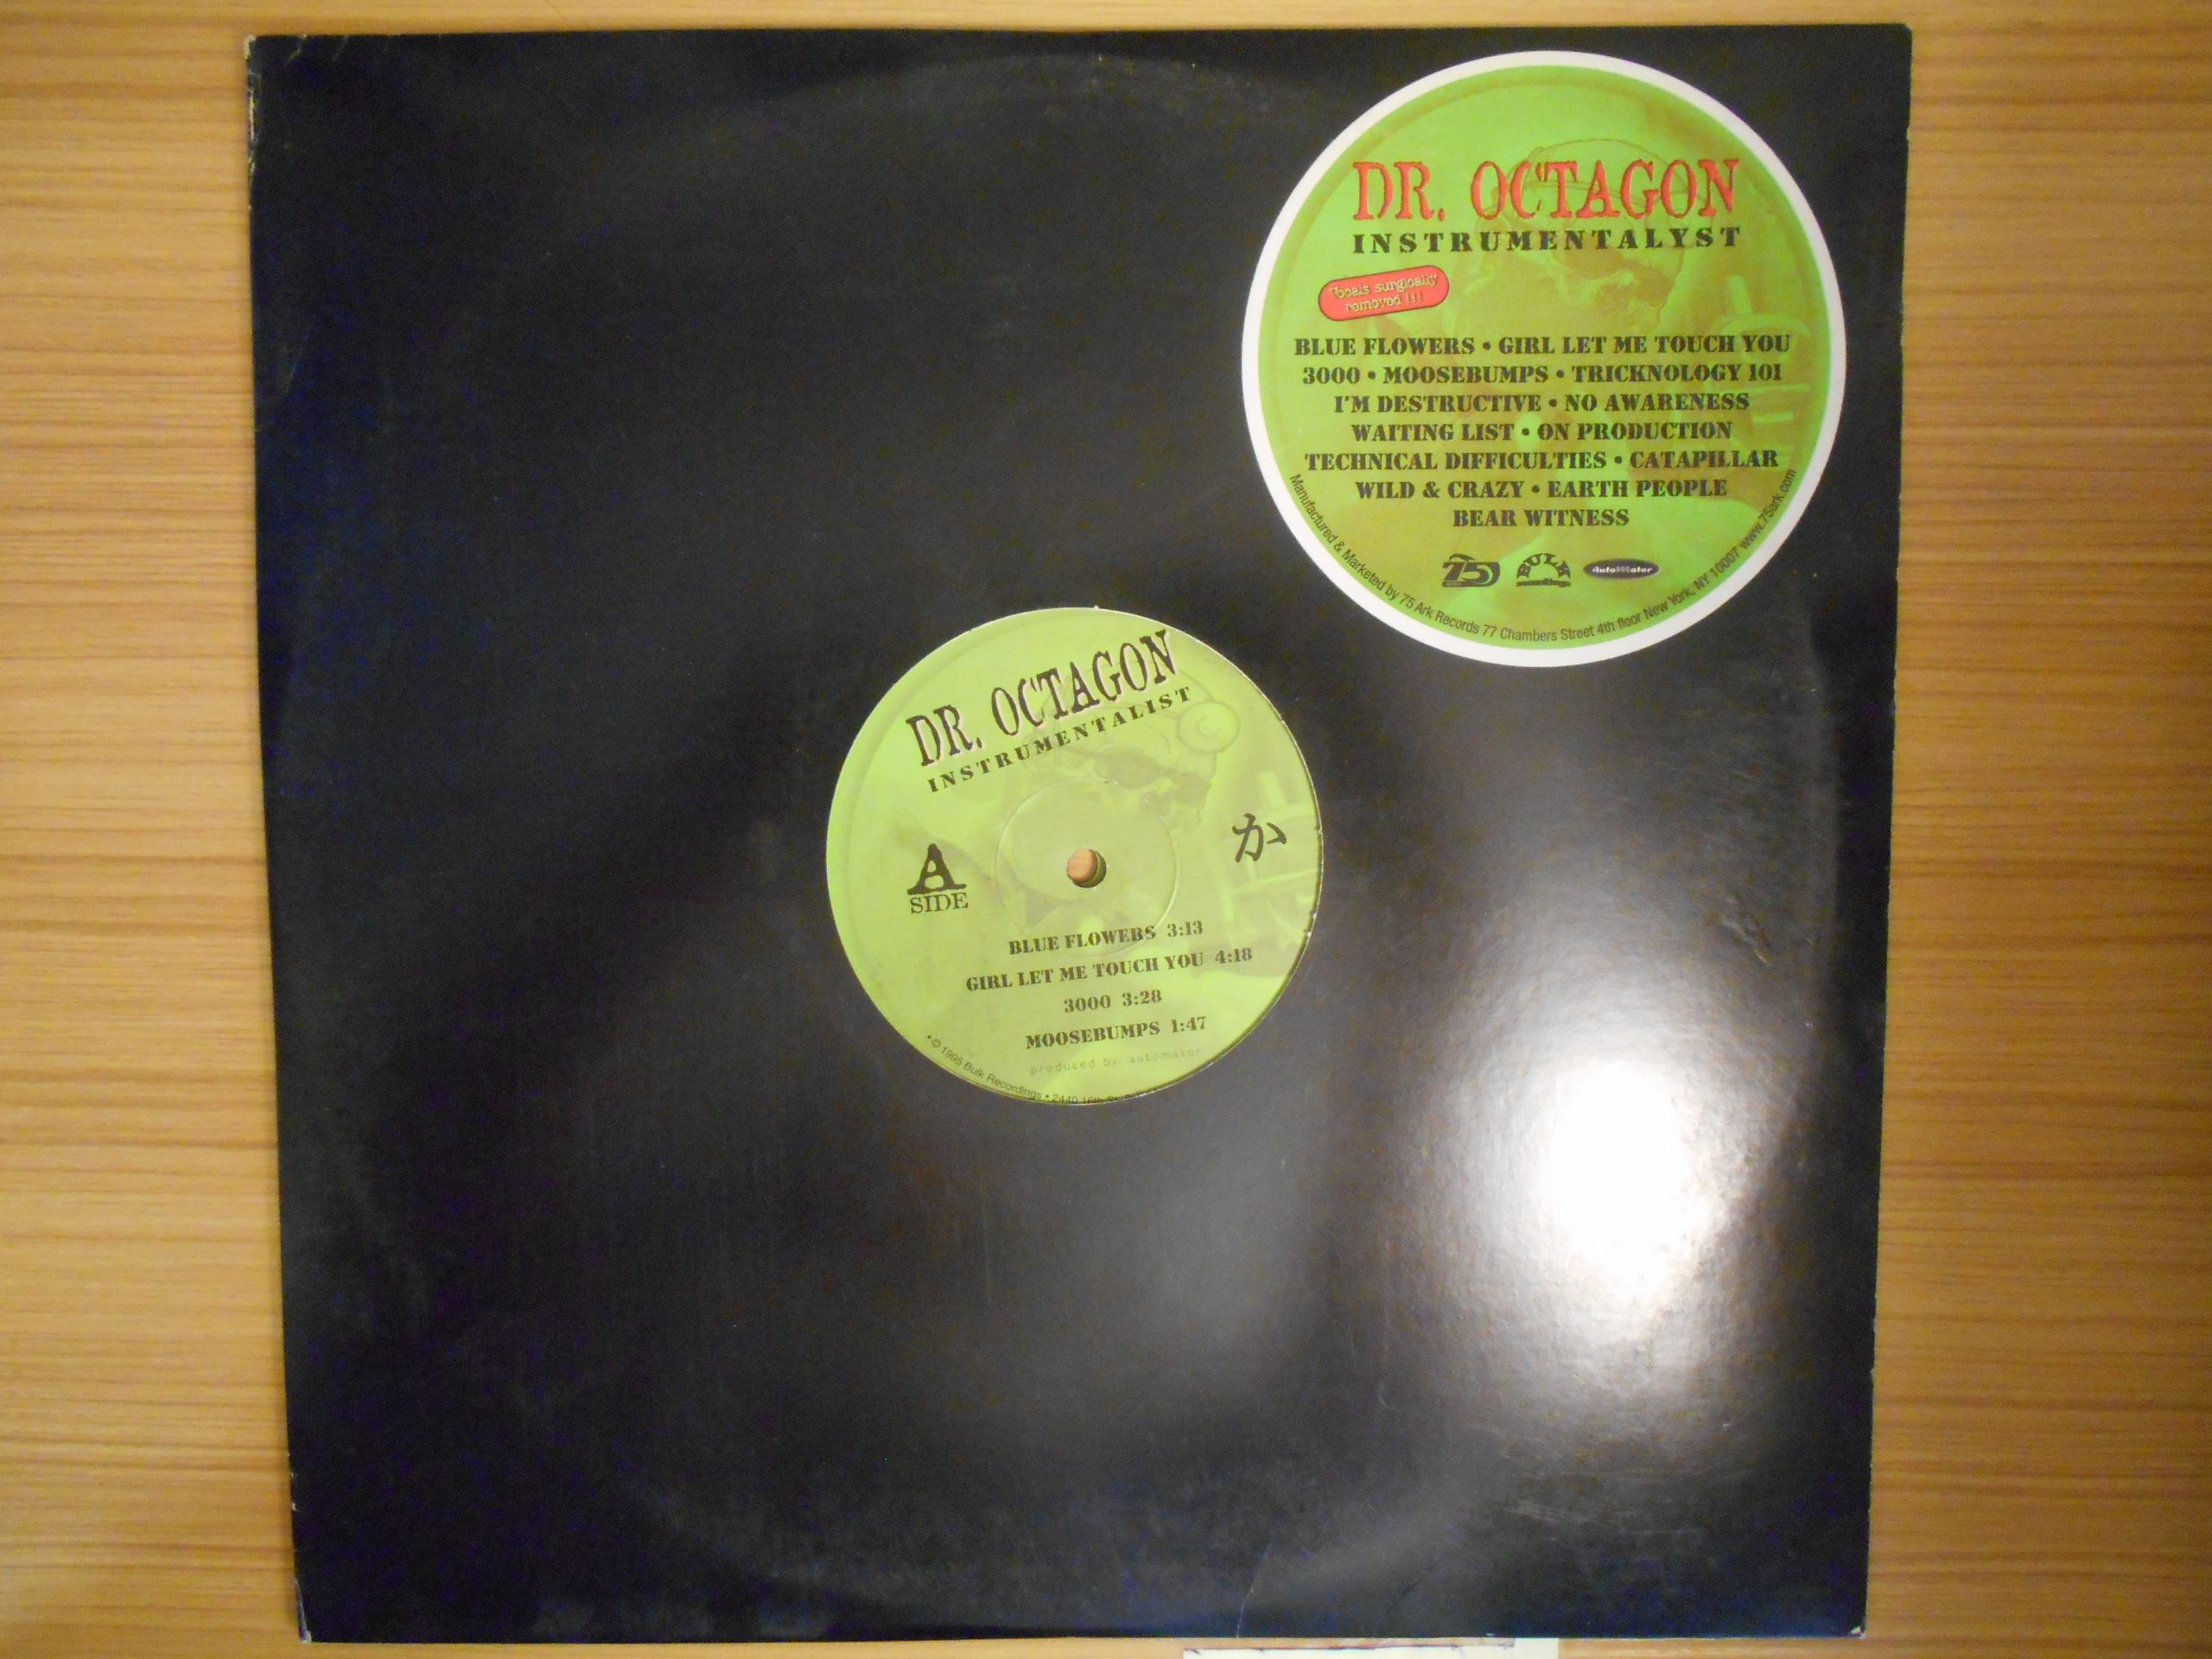 DR. OCTAGON
INSTRUMENTALYST
Vocals surgically
removed !!!
BLUE FLOWERS • GIRL LET ME TOUCH YOU
3000 • MOOSEBUMPS • TRICKNOLOGY 101
I'M DESTRUCTIVE • NO AWARENESS
WAITING LIST • ON PRODUCTION
TECHNICAL DIFFICULTIES • CATAPILLAR
WILD & CRAZY • EARTH PEOPLE
BEAR WITNESS
75 BULK AutoMator
Manufactured & Marketed by 75 Ark Records 77 Chambers Street 4th floor New York, NY 10007 www.75ark.com
DR. OCTAGON
INSTRUMENTALIST
A
SIDE
か
BLUE FLOWERS 3:13
GIRL LET ME TOUCH YOU 4:18
3000 3:28
MOOSEBUMPS 1:47
produced by automator
• © 1995 Bulk Recordings • 2440 16th St.